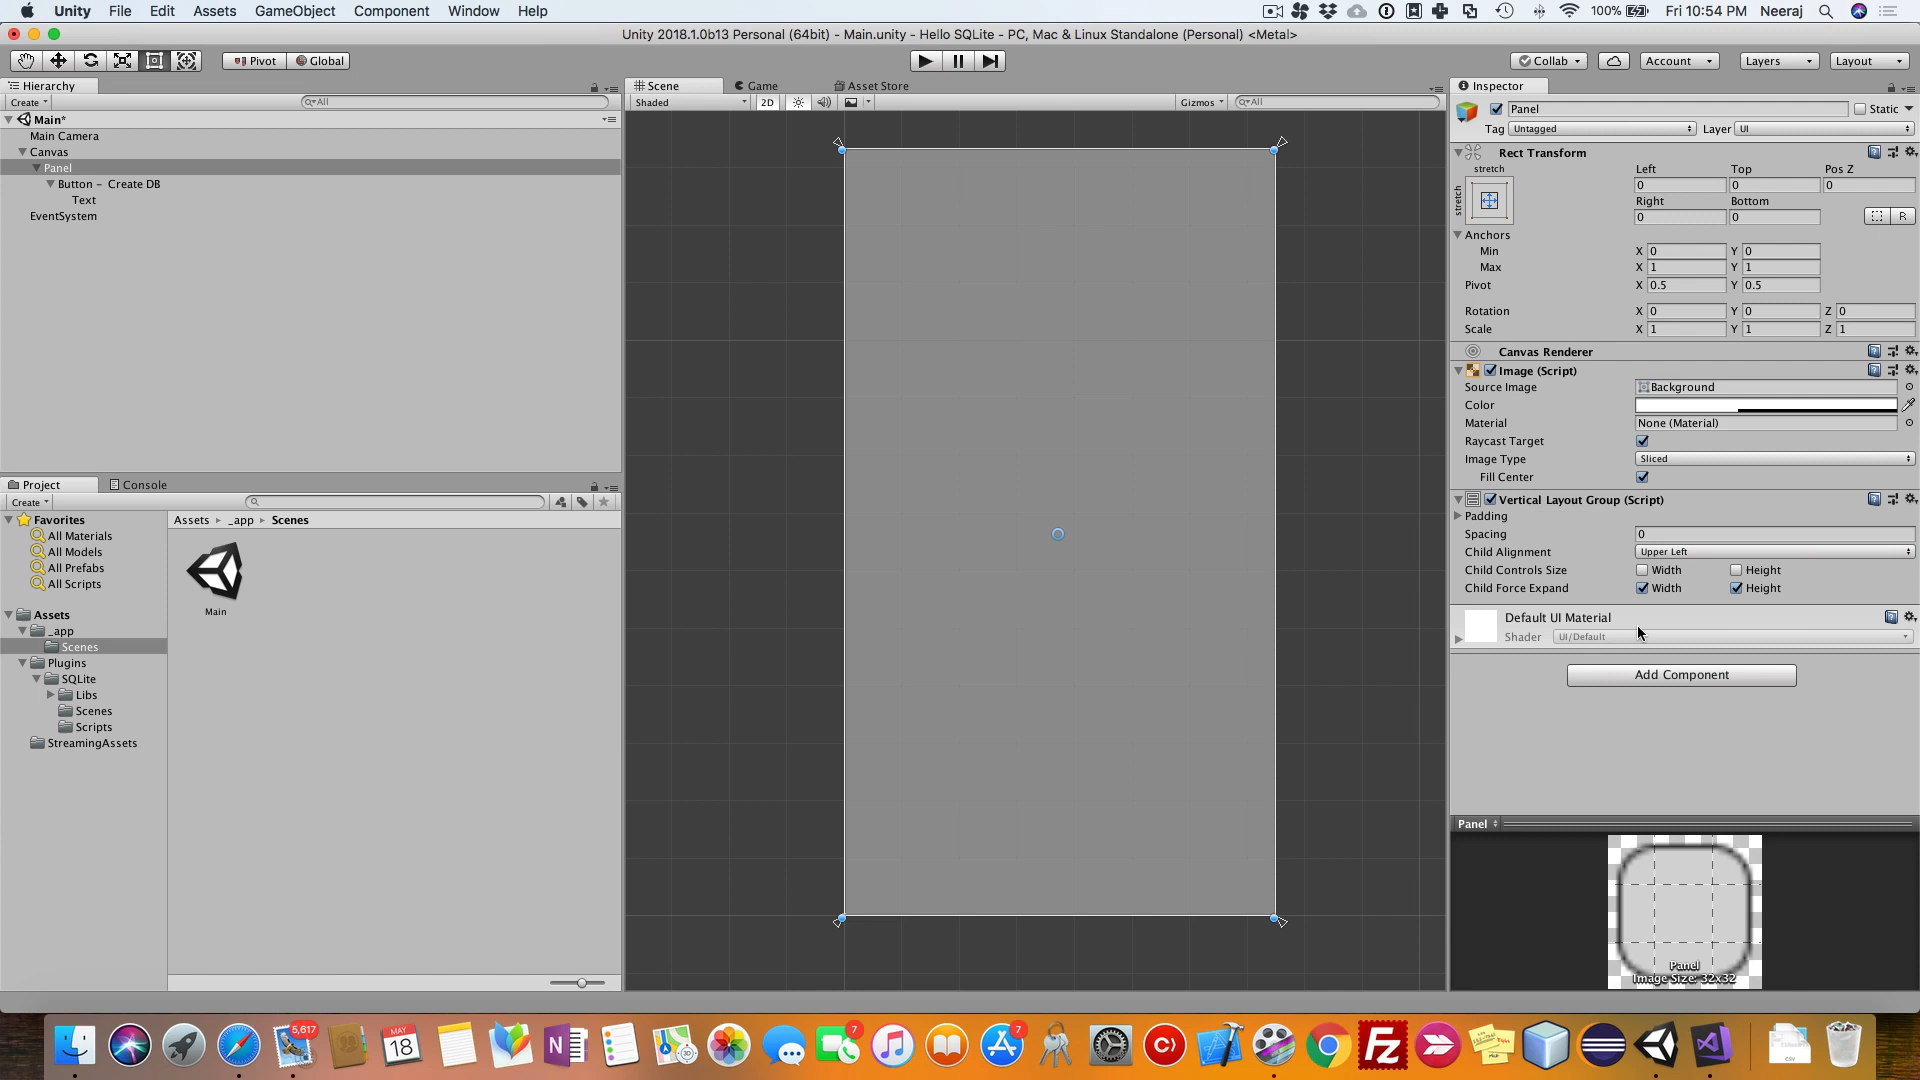 Unity File Edit Assets GameObject Component Window Help
100% Fri 10:54 PM Neeraj
Unity 2018.1.0b13 Personal (64bit) - Main.unity - Hello SQLite - PC, Mac & Linux Standalone (Personal) <Metal>
Pivot Global
Collab Account Layers Layout
Hierarchy
Create All
Main*
Main Camera
Canvas
Panel
Button - Create DB
Text
EventSystem
Scene Game Asset Store
Shaded 2D Gizmos All
Inspector
Panel Static
Tag Untagged Layer UI
Rect Transform
stretch
stretch
Left Top Pos Z
0 0 0
Right Bottom
0 0 R
Anchors
Min X 0 Y 0
Max X 1 Y 1
Pivot X 0.5 Y 0.5
Rotation X 0 Y 0 Z 0
Scale X 1 Y 1 Z 1
Canvas Renderer
Image (Script)
Source Image Background
Color
Material None (Material)
Raycast Target
Image Type Sliced
Fill Center
Vertical Layout Group (Script)
Padding
Spacing 0
Child Alignment Upper Left
Child Controls Size Width Height
Child Force Expand Width Height
Default UI Material
Shader UI/Default
Add Component
Panel
Panel
Image Size: 32x32
Project Console
Create
Favorites
All Materials
All Models
All Prefabs
All Scripts
Assets
_app
Scenes
Plugins
SQLite
Libs
Scenes
Scripts
StreamingAssets
Assets _app Scenes
Main
5,617
MAY
18
N
7
7
Fz
CSV